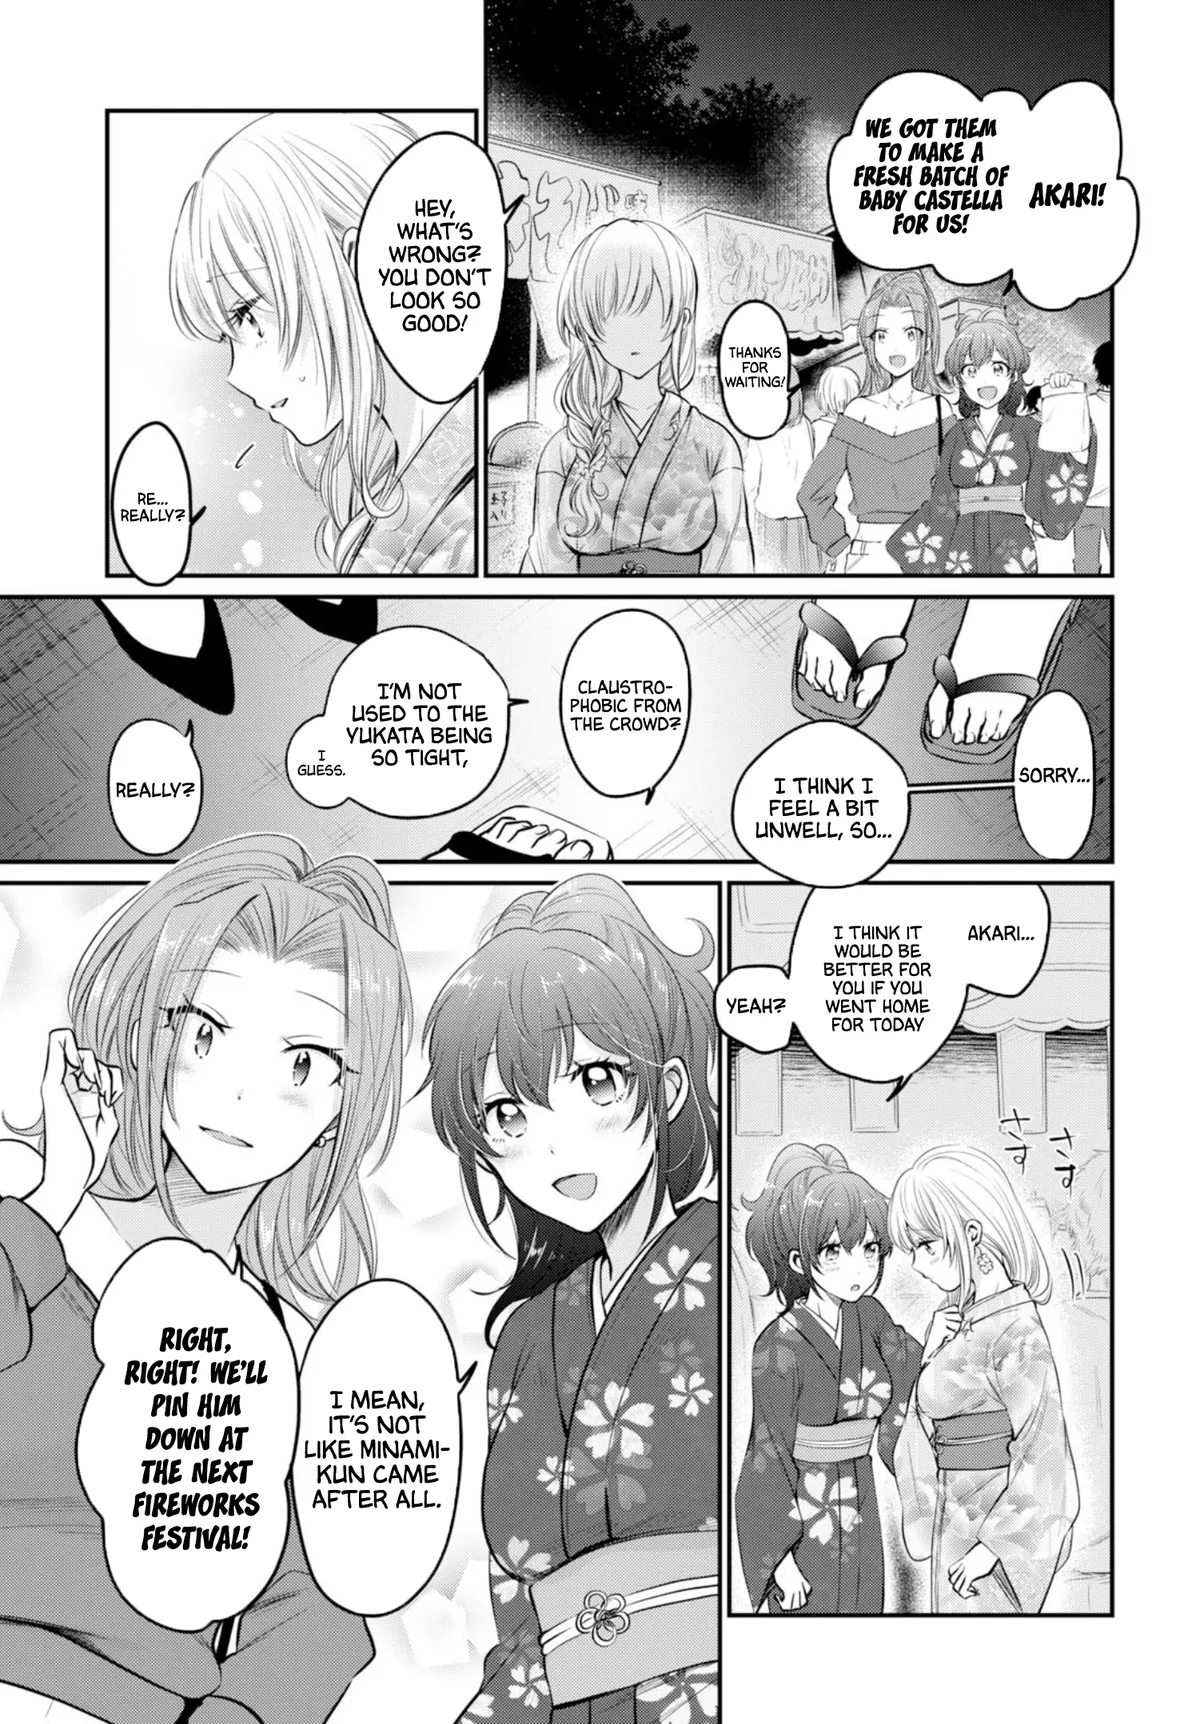 AKARI!
WE GOT THEM
TO MAKE A
FRESH BATCH OF
BABY CASTELLA
FOR US!
THANKS
FOR
WAITING!
HEY,
WHAT'S
WRONG?
YOU DON'T
LOOK SO
GOOD!
RE...
REALLY?
SORRY...
I THINK I
FEEL A BIT
UNWELL, SO...
CLAUSTRO-
PHOBIC FROM
THE CROWD?
I'M NOT
USED TO THE
YUKATA BEING
SO TIGHT,
I
GUESS.
REALLY?
AKARI...
I THINK IT
WOULD BE
BETTER FOR
YOU IF YOU
WENT HOME
FOR TODAY
YEAH?
さす
さす
I MEAN,
IT'S NOT
LIKE MINAMI-
KUN CAME
AFTER ALL.
RIGHT,
RIGHT! WE'LL
PIN HIM
DOWN AT
THE NEXT
FIREWORKS
FESTIVAL!